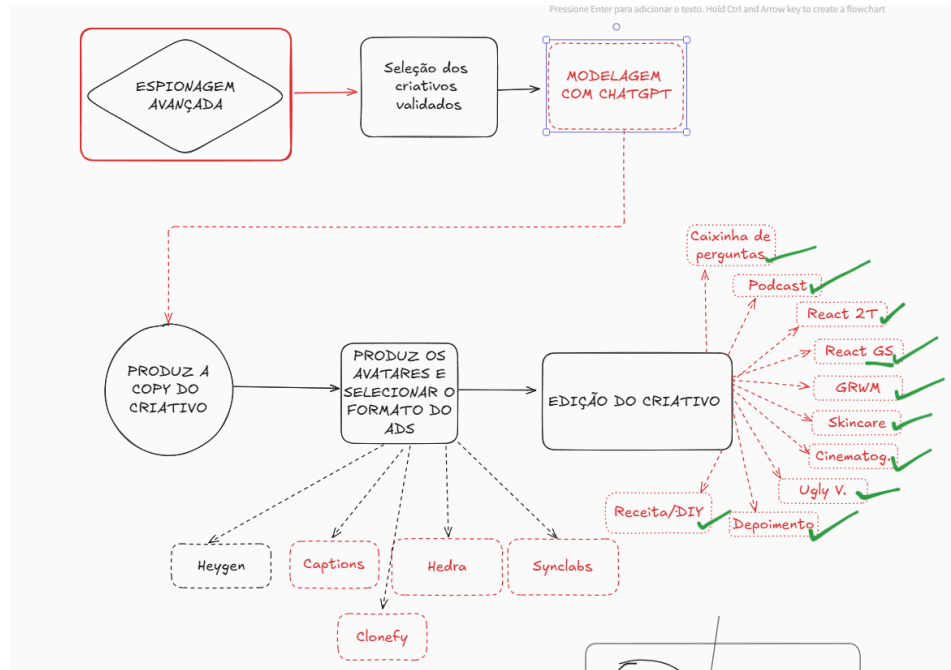 Pressione Enter para adicionar o texto. Hold Ctrl and Arrow key to create a flowchart
ESPIONAGEM
AVANÇADA
Seleção dos
criativos
validados
MODELAGEM
COM CHATGPT
Caixinha de
perguntas
Podcast
React 2T
React GS
GRWM
Skincare
Cinematog.
Ugly V.
Depoimento
Receita/DIY
PRODUZ A
COPY DO
CRIATIVO
PRODUZ OS
AVATARES E
SELECIONAR O
FORMATO DO
ADS
EDIÇÃO DO CRIATIVO
Heygen
Captions
Hedra
Synclabs
Clonefy